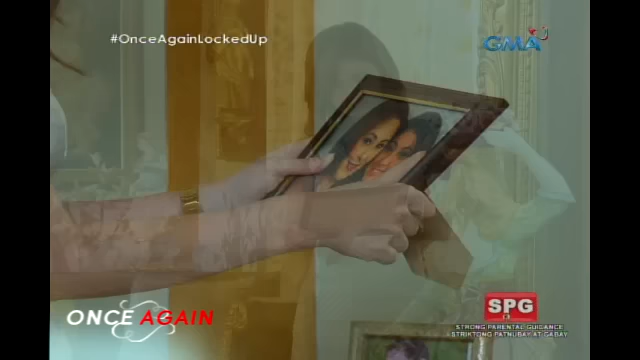 #OnceAgainLockedUp
GMA
ONCE AGAIN
SPG
STRONG PARENTAL GUIDANCE
STRIKTONG PATNUBAY AT GABAY